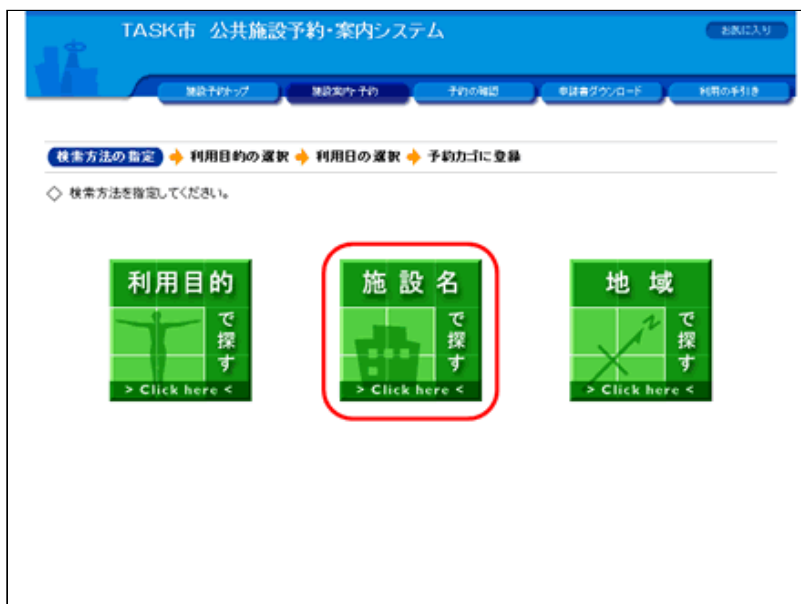 TASK市 公共施設予約・案内システム
お気に入り
施設予約トップ 施設案内・予約 予約の確認 申請書ダウンロード 利用の手引き
検索方法の指定 利用目的の選択 利用日の選択 予約カゴに登録
検索方法を指定してください。
利用目的
で探す
> Click here <
施設名
で探す
> Click here <
地域
で探す
> Click here <
N